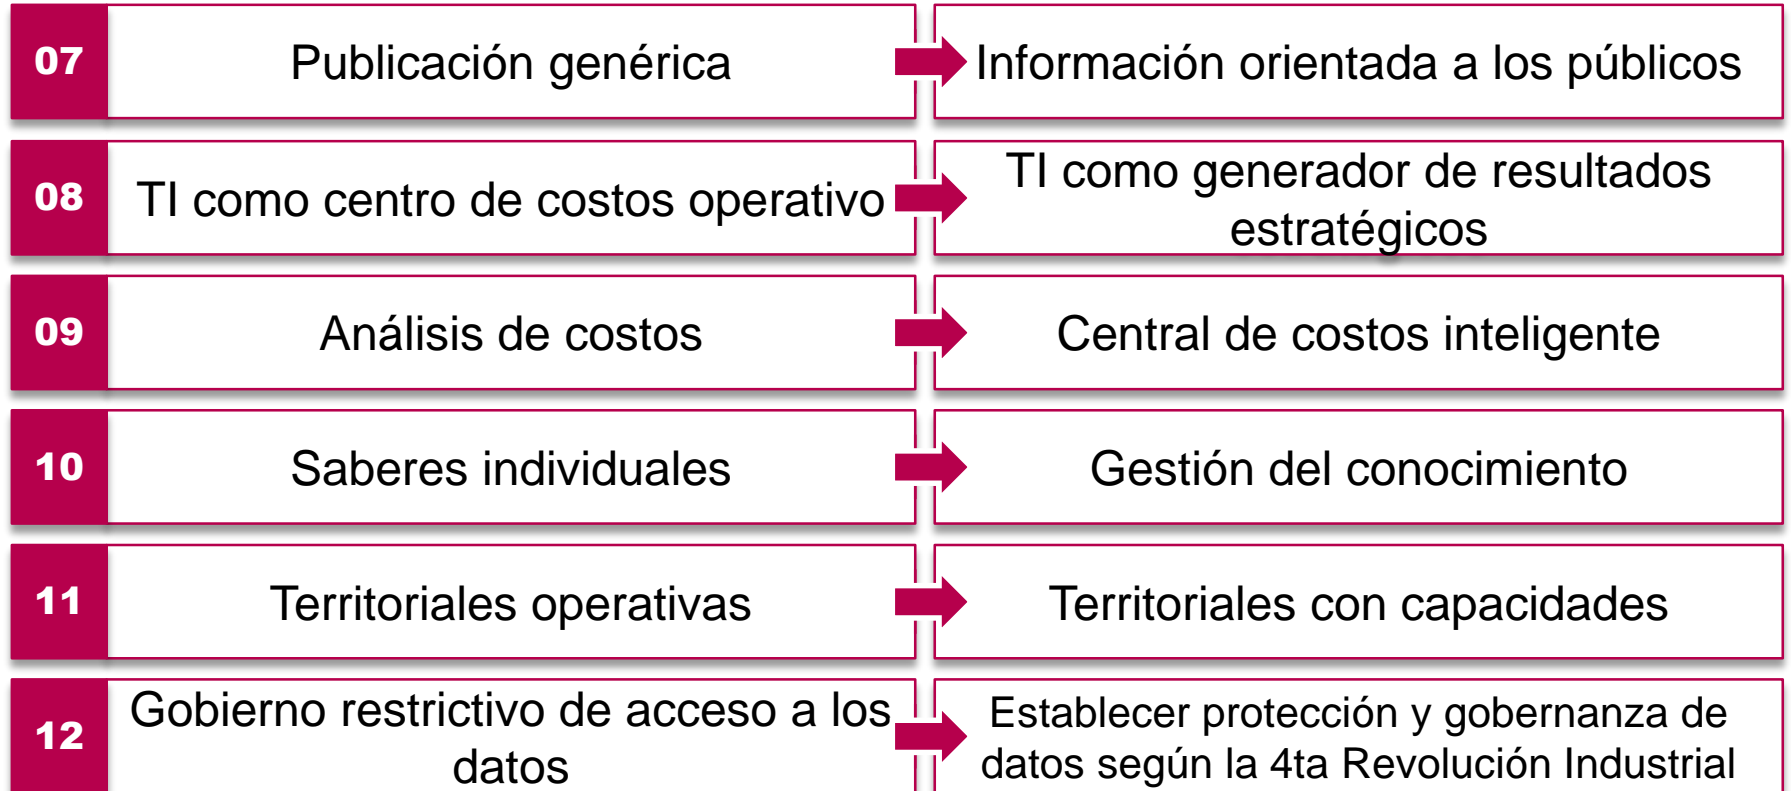 07
Publicación genérica
Información orientada a los públicos
08
TI como centro de costos operativo
TI como generador de resultados
estratégicos
09
Análisis de costos
Central de costos inteligente
10
Saberes individuales
Gestión del conocimiento
11
Territoriales operativas
Territoriales con capacidades
12
Gobierno restrictivo de acceso a los
datos
Establecer protección y gobernanza de
datos según la 4ta Revolución Industrial